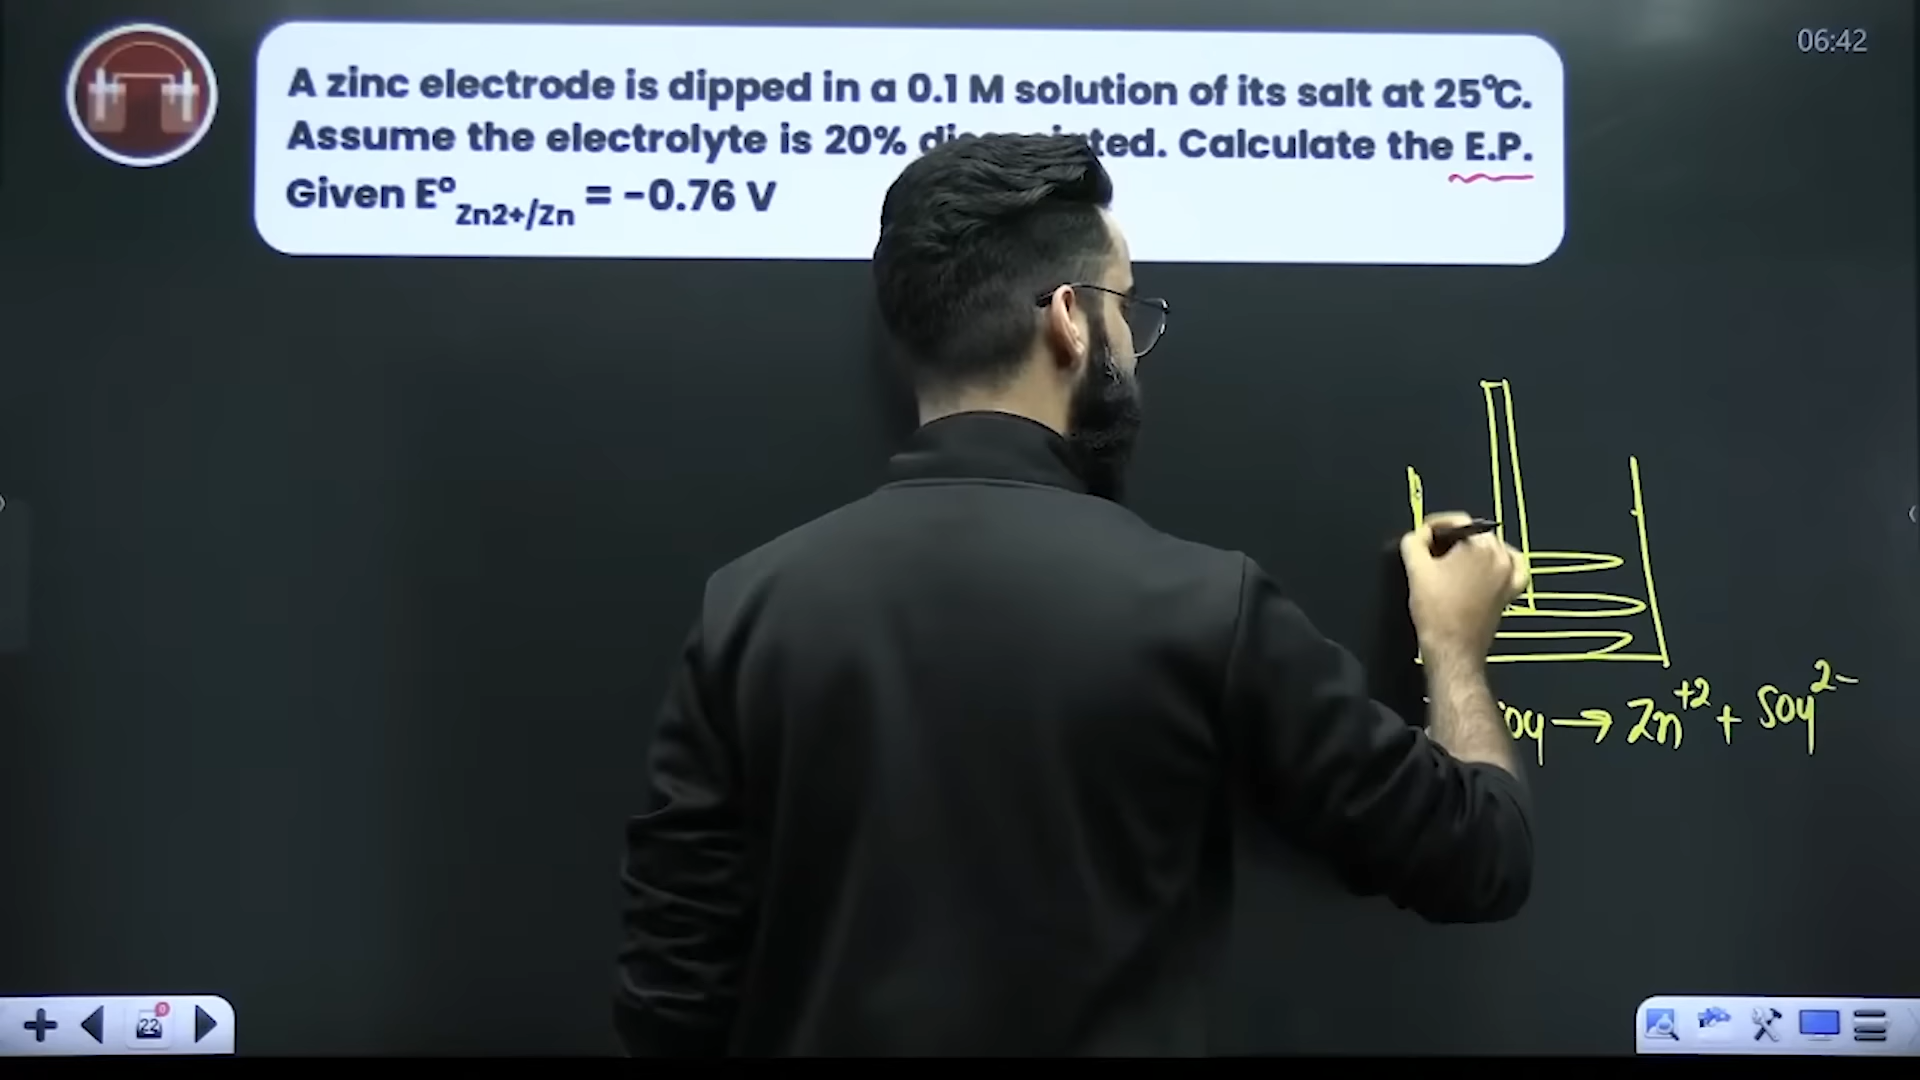 06:42
A zinc electrode is dipped in a 0.1 M solution of its salt at 25°C.
Assume the electrolyte is 20% Calculate the E.P.
Given E° Zn2+/Zn = -0.76 V
→ Zn+2 + SO4 2-
22
0